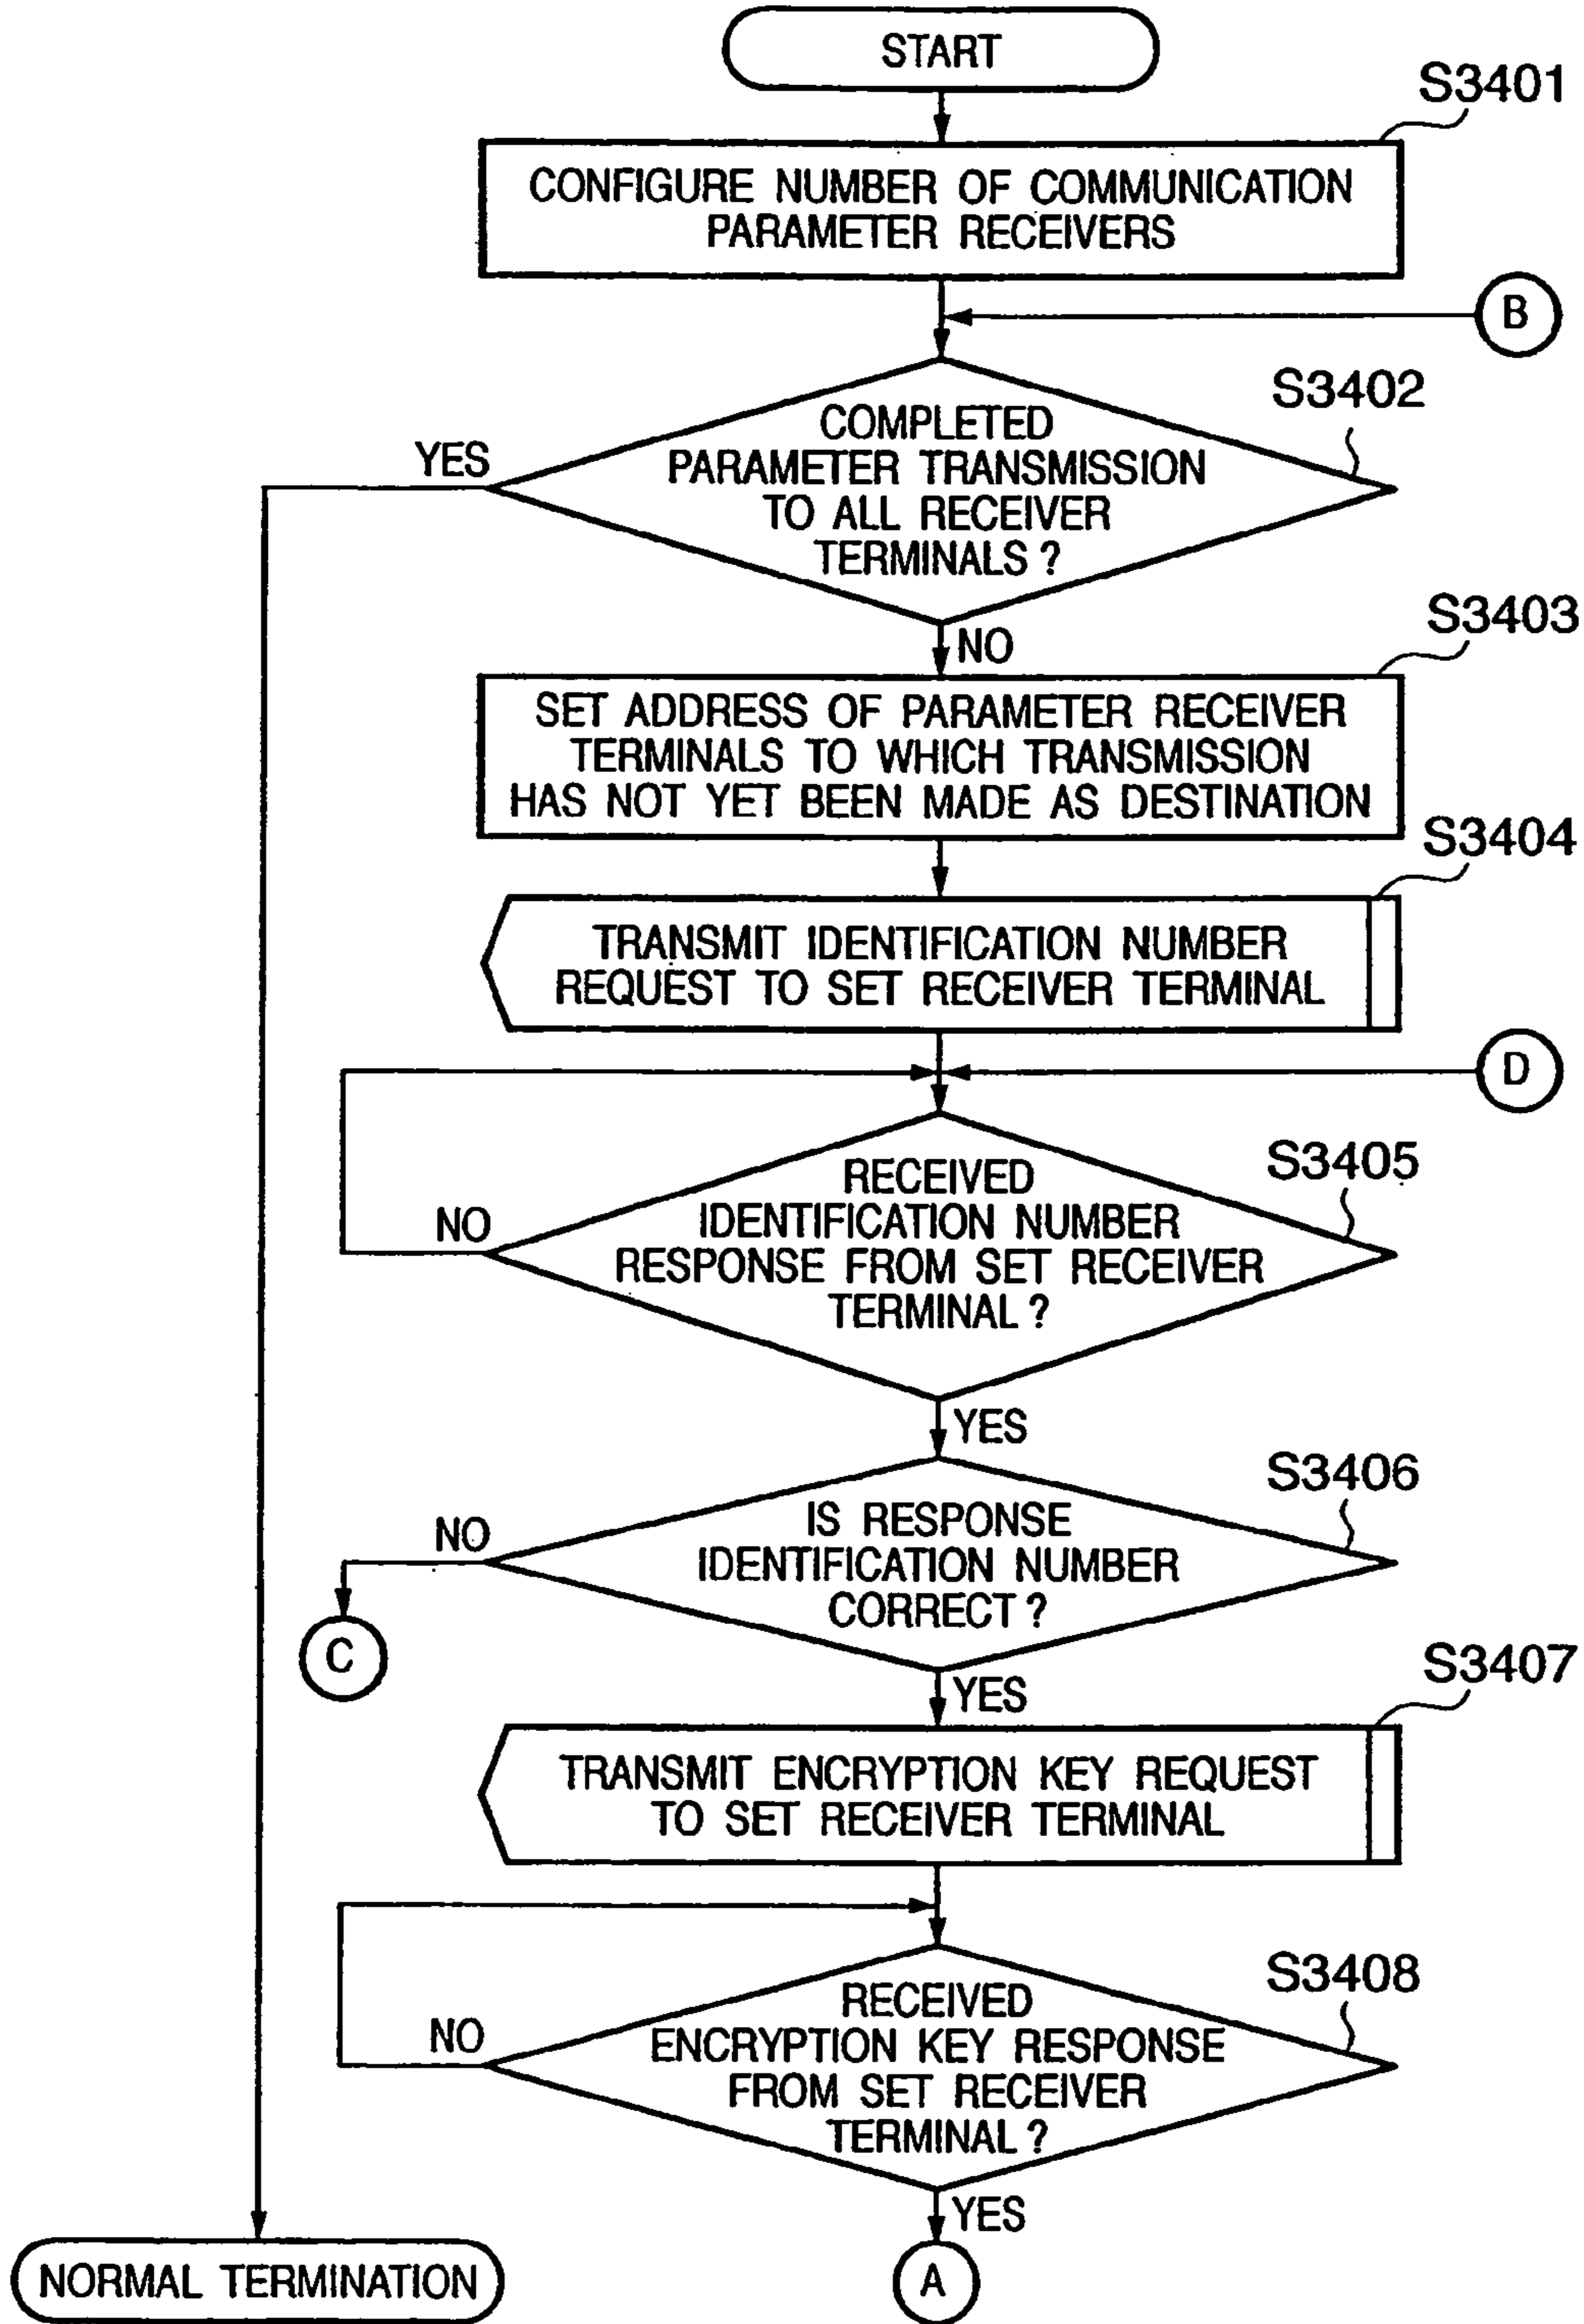 START
S3401
CONFIGURE NUMBER OF COMMUNICATION
PARAMETER RECEIVERS
B
S3402
COMPLETED
PARAMETER TRANSMISSION
TO ALL RECEIVER
TERMINALS ?
YES
NO
S3403
SET ADDRESS OF PARAMETER RECEIVER
TERMINALS TO WHICH TRANSMISSION
HAS NOT YET BEEN MADE AS DESTINATION
S3404
TRANSMIT IDENTIFICATION NUMBER
REQUEST TO SET RECEIVER TERMINAL
D
S3405
RECEIVED
IDENTIFICATION NUMBER
RESPONSE FROM SET RECEIVER
TERMINAL ?
NO
YES
S3406
IS RESPONSE
IDENTIFICATION NUMBER
CORRECT ?
NO
C
YES
S3407
TRANSMIT ENCRYPTION KEY REQUEST
TO SET RECEIVER TERMINAL
S3408
RECEIVED
ENCRYPTION KEY RESPONSE
FROM SET RECEIVER
TERMINAL ?
NO
YES
NORMAL TERMINATION
A